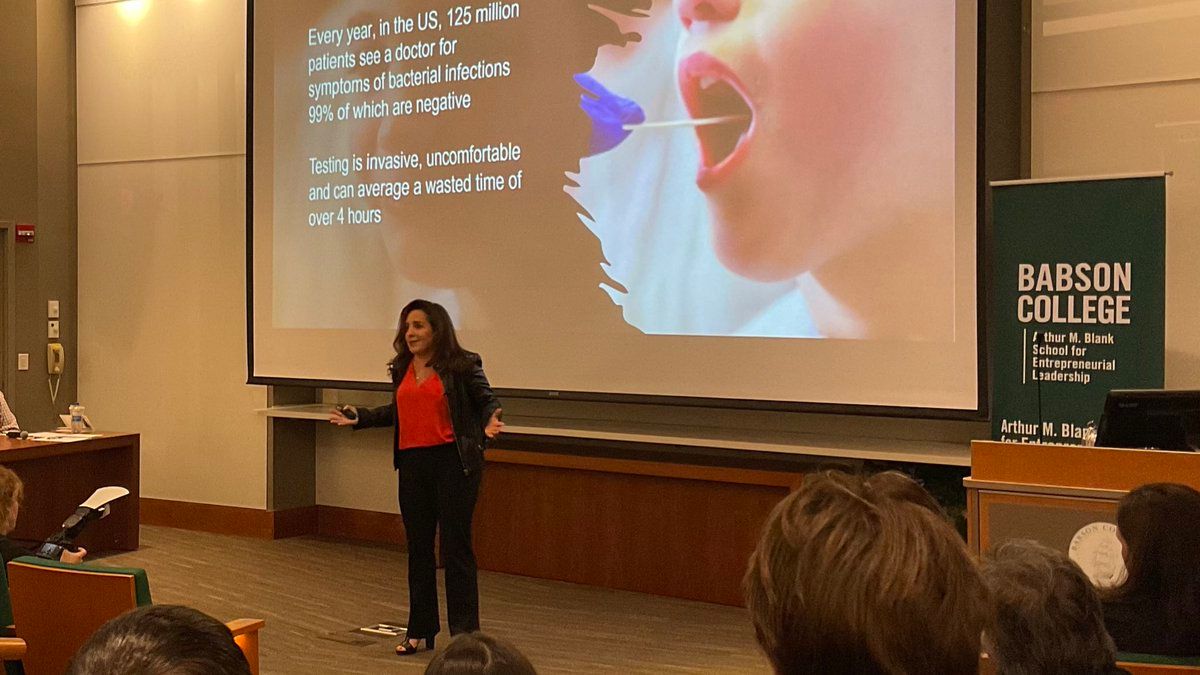 Every year, in the US, 125 million
patients see a doctor for
symptoms of bacterial infections
99% of which are negative
Testing is invasive, uncomfortable
and can average a wasted time of
over 4 hours
BABSON
COLLEGE
Arthur M. Blank
School for
Entrepreneurial
Leadership
Arthur M. Blank
for
BABSON